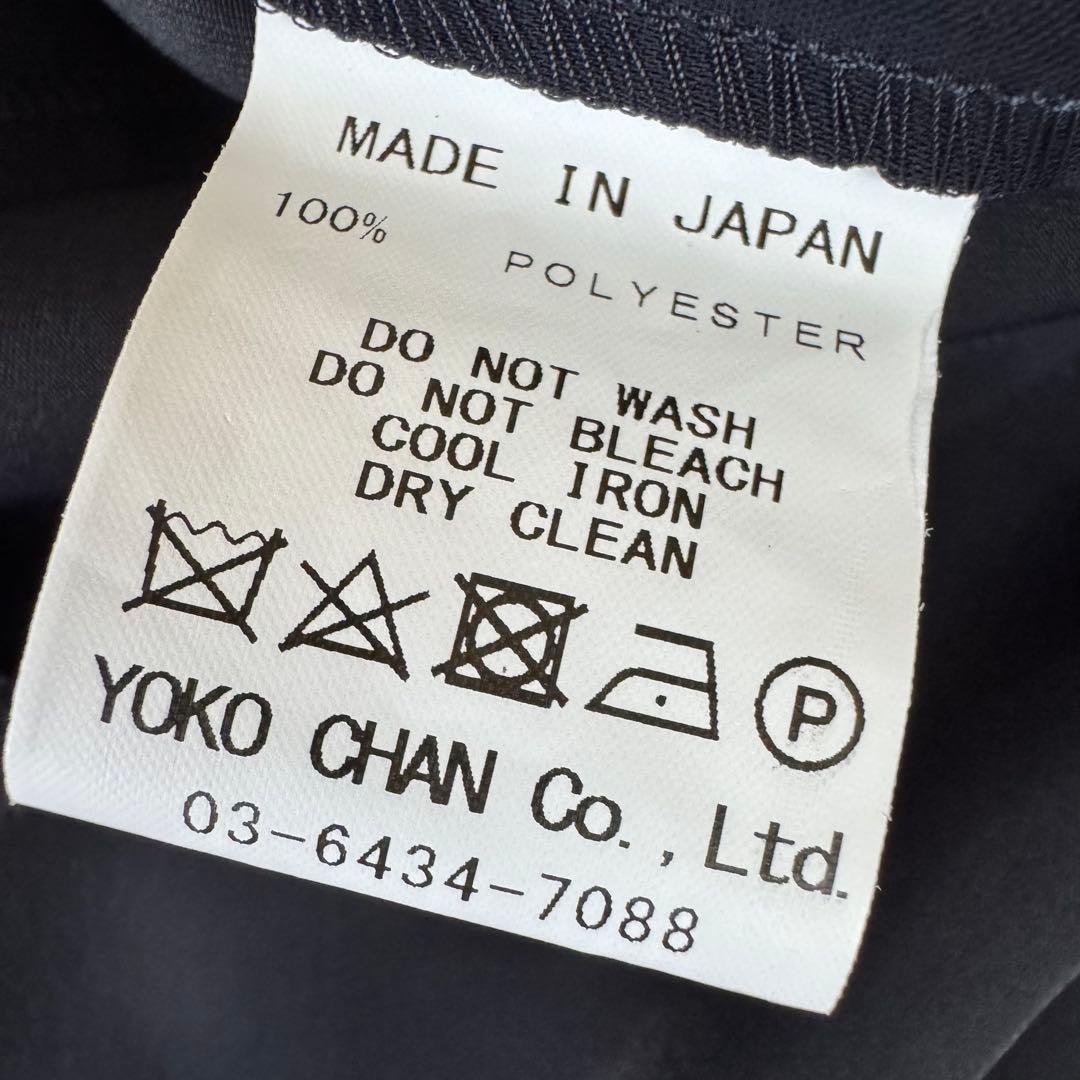 MADE IN JAPAN
100% POLYESTER
DO NOT WASH
DO NOT BLEACH
COOL IRON
DRY CLEAN
P
YOKO CHAN Co., Ltd.
03-6434-7088